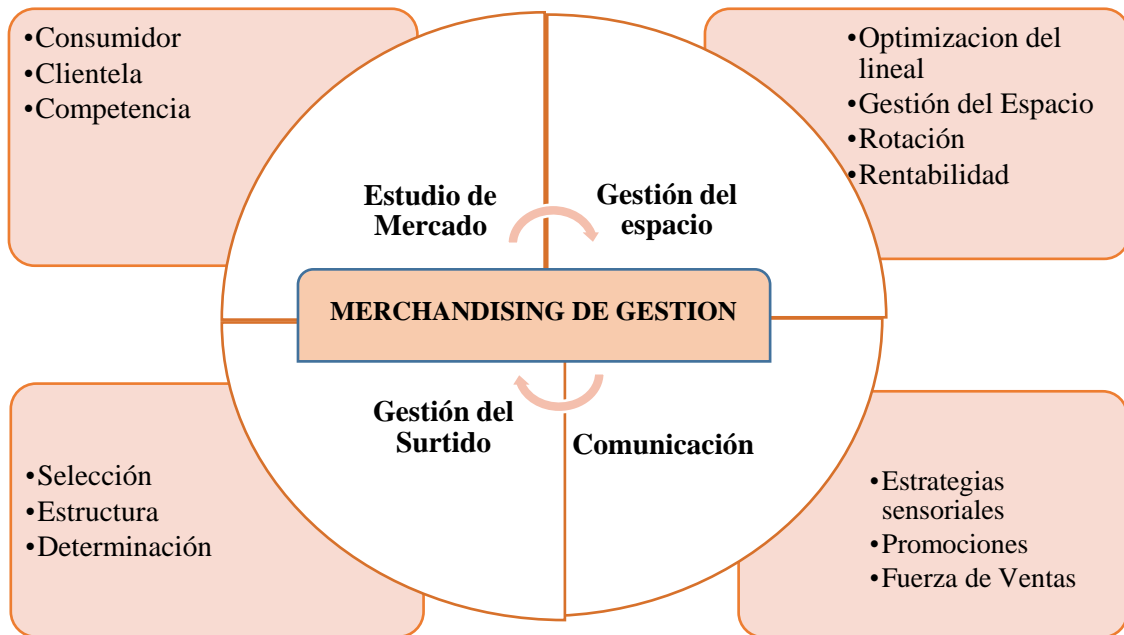 •Consumidor
•Clientela
•Competencia
•Optimizacion del
lineal
•Gestión del Espacio
•Rotación
•Rentabilidad
Estudio de
Mercado
Gestión del
espacio
MERCHANDISING DE GESTION
Gestión del
Surtido
Comunicación
•Selección
•Estructura
•Determinación
•Estrategias
sensoriales
•Promociones
•Fuerza de Ventas